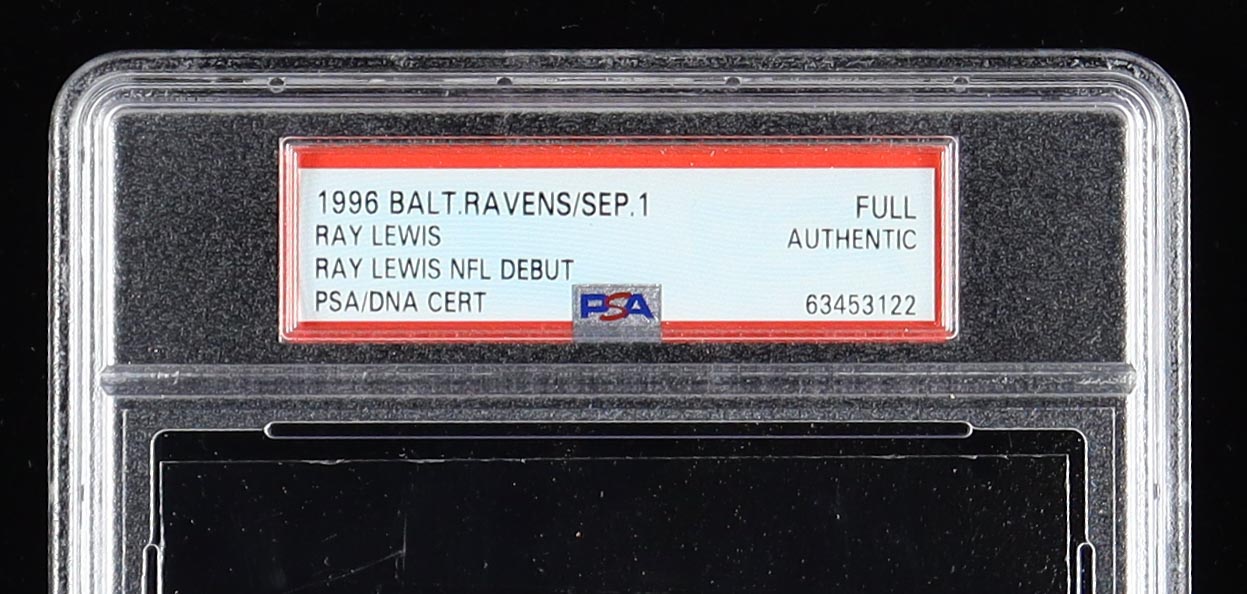 1996 BALT.RAVENS/SEP.1 FULL
RAY LEWIS AUTHENTIC
RAY LEWIS NFL DEBUT
PSA/DNA CERT PSA 63453122